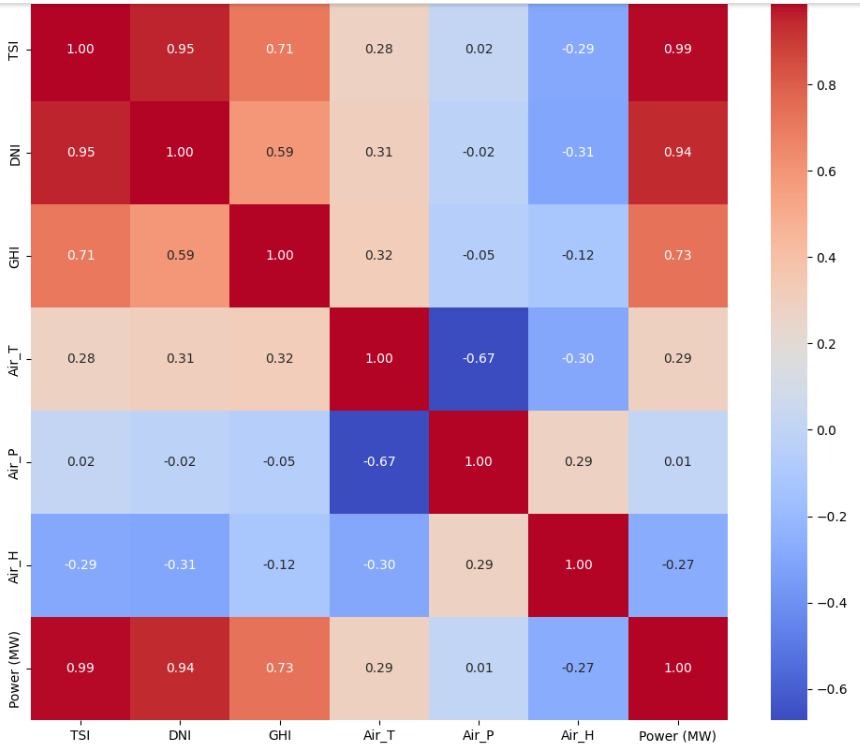 TSI 1.00 0.95 0.71 0.28 0.02 -0.29 0.99
DNI 0.95 1.00 0.59 0.31 -0.02 -0.31 0.94
GHI 0.71 0.59 1.00 0.32 -0.05 -0.12 0.73
Air_T 0.28 0.31 0.32 1.00 -0.67 -0.30 0.29
Air_P 0.02 -0.02 -0.05 -0.67 1.00 0.29 0.01
Air_H -0.29 -0.31 -0.12 -0.30 0.29 1.00 -0.27
Power (MW) 0.99 0.94 0.73 0.29 0.01 -0.27 1.00
TSI DNI GHI Air_T Air_P Air_H Power (MW)
0.8
0.6
0.4
0.2
0.0
−0.2
−0.4
−0.6